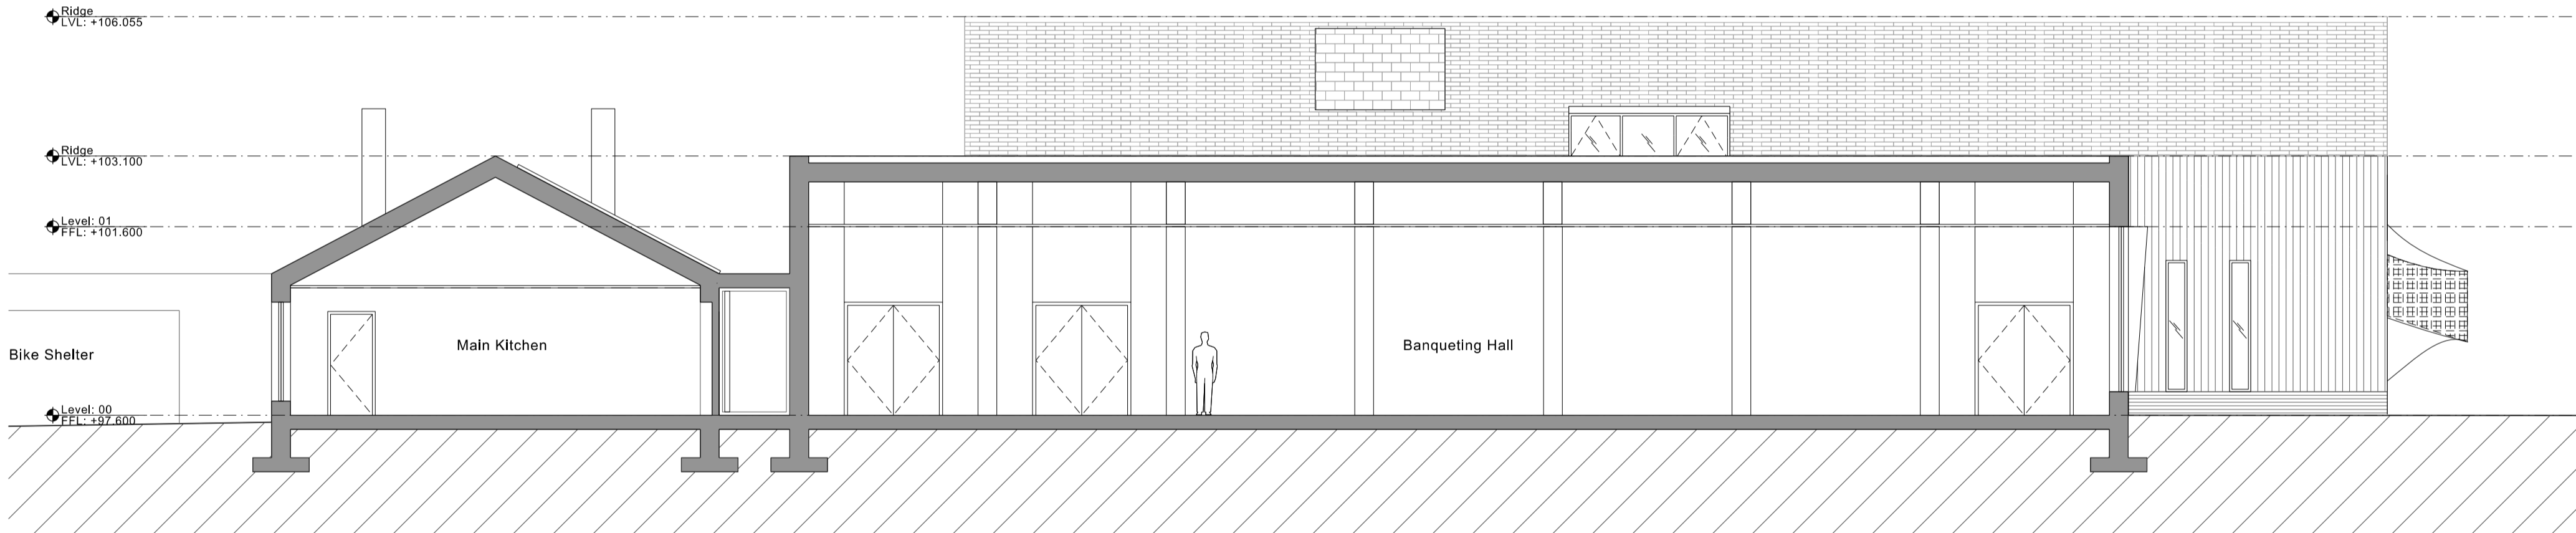 Ridge
LVL: +106.055
Ridge
LVL: +103.100
Level: 01
FFL: +101.600
Main Kitchen
Banqueting Hall
Bike Shelter
Level: 00
FFL: +97.600